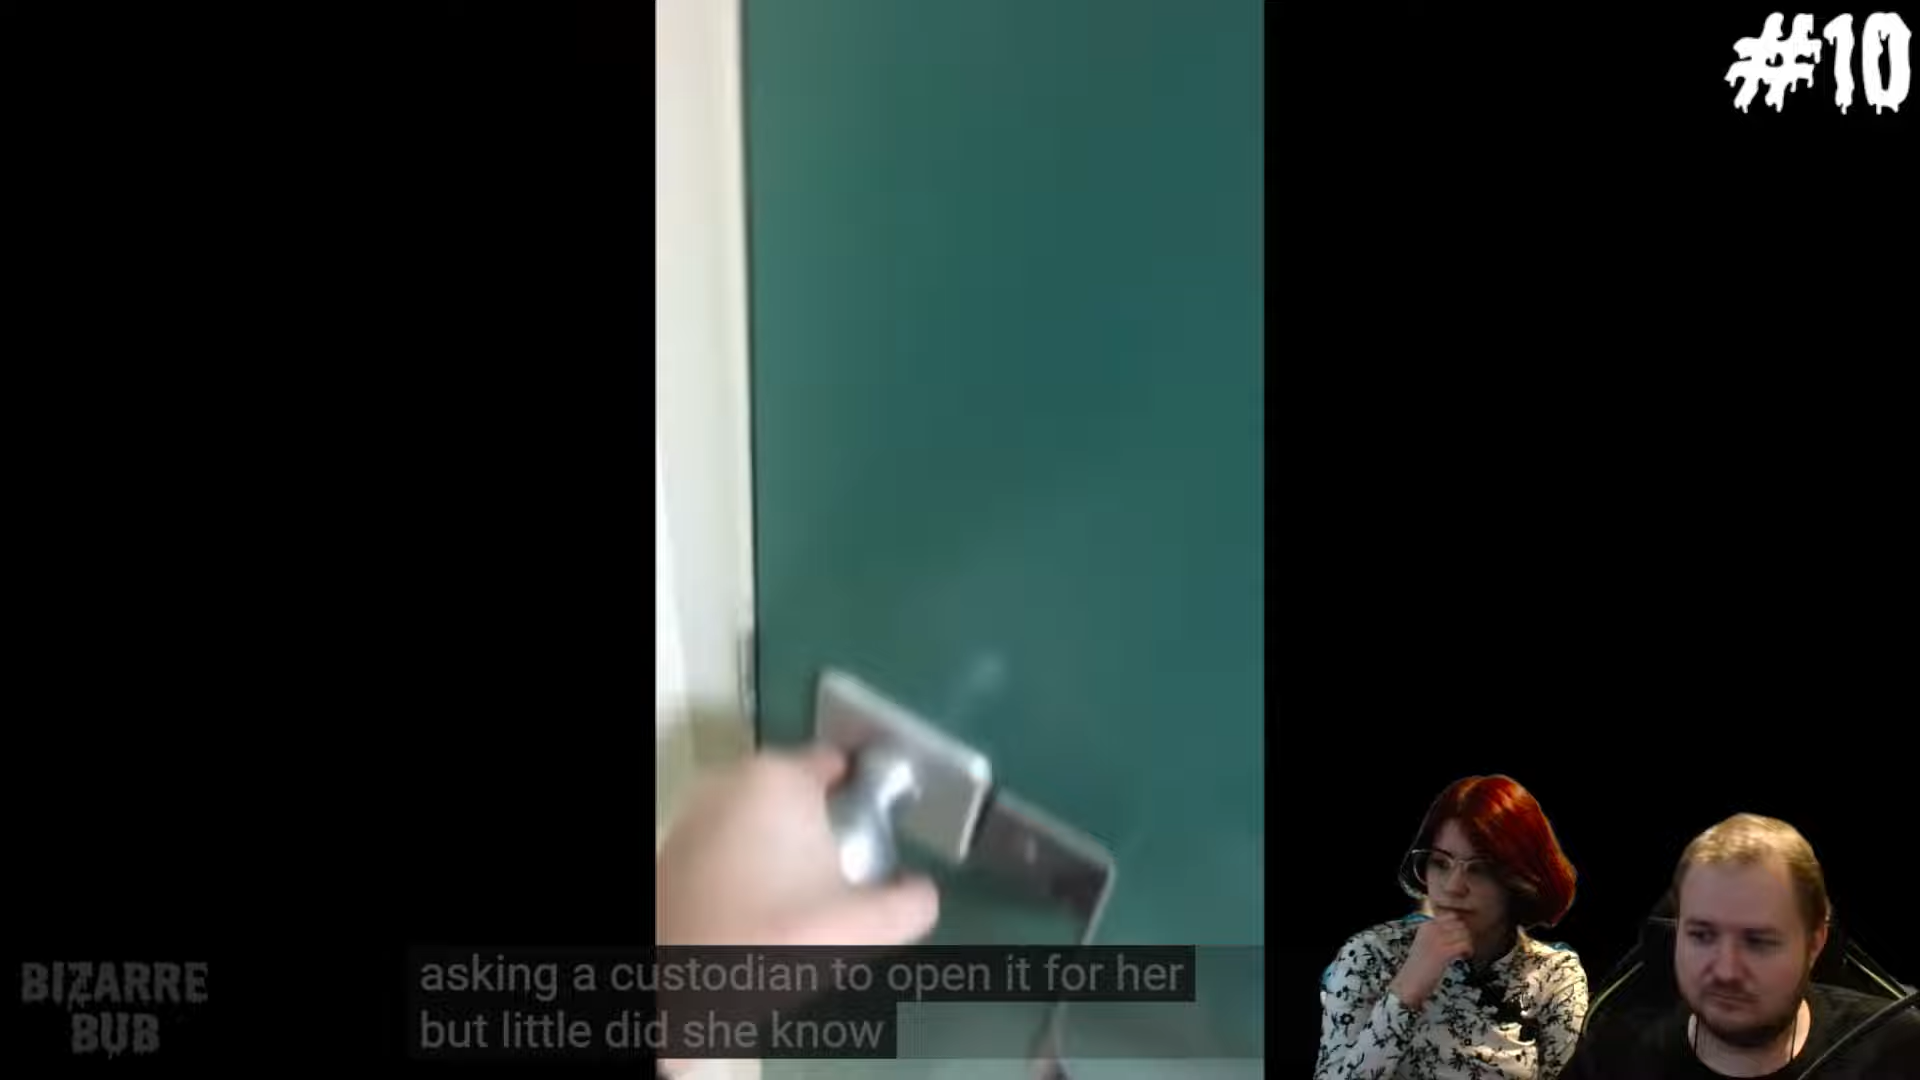 #10
asking a custodian to open it for her
but little did she know
BIZARRE
BUB